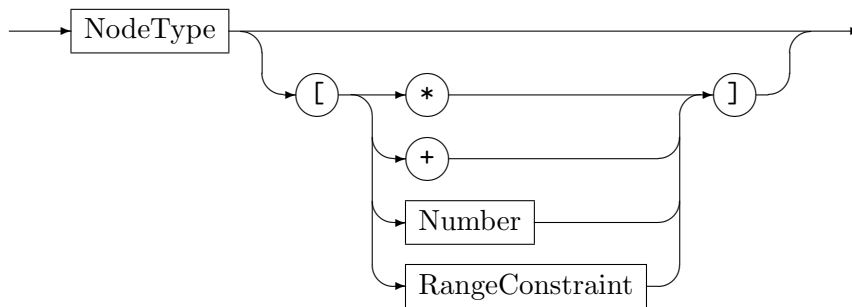 NodeType
[ * ]
+
Number
RangeConstraint